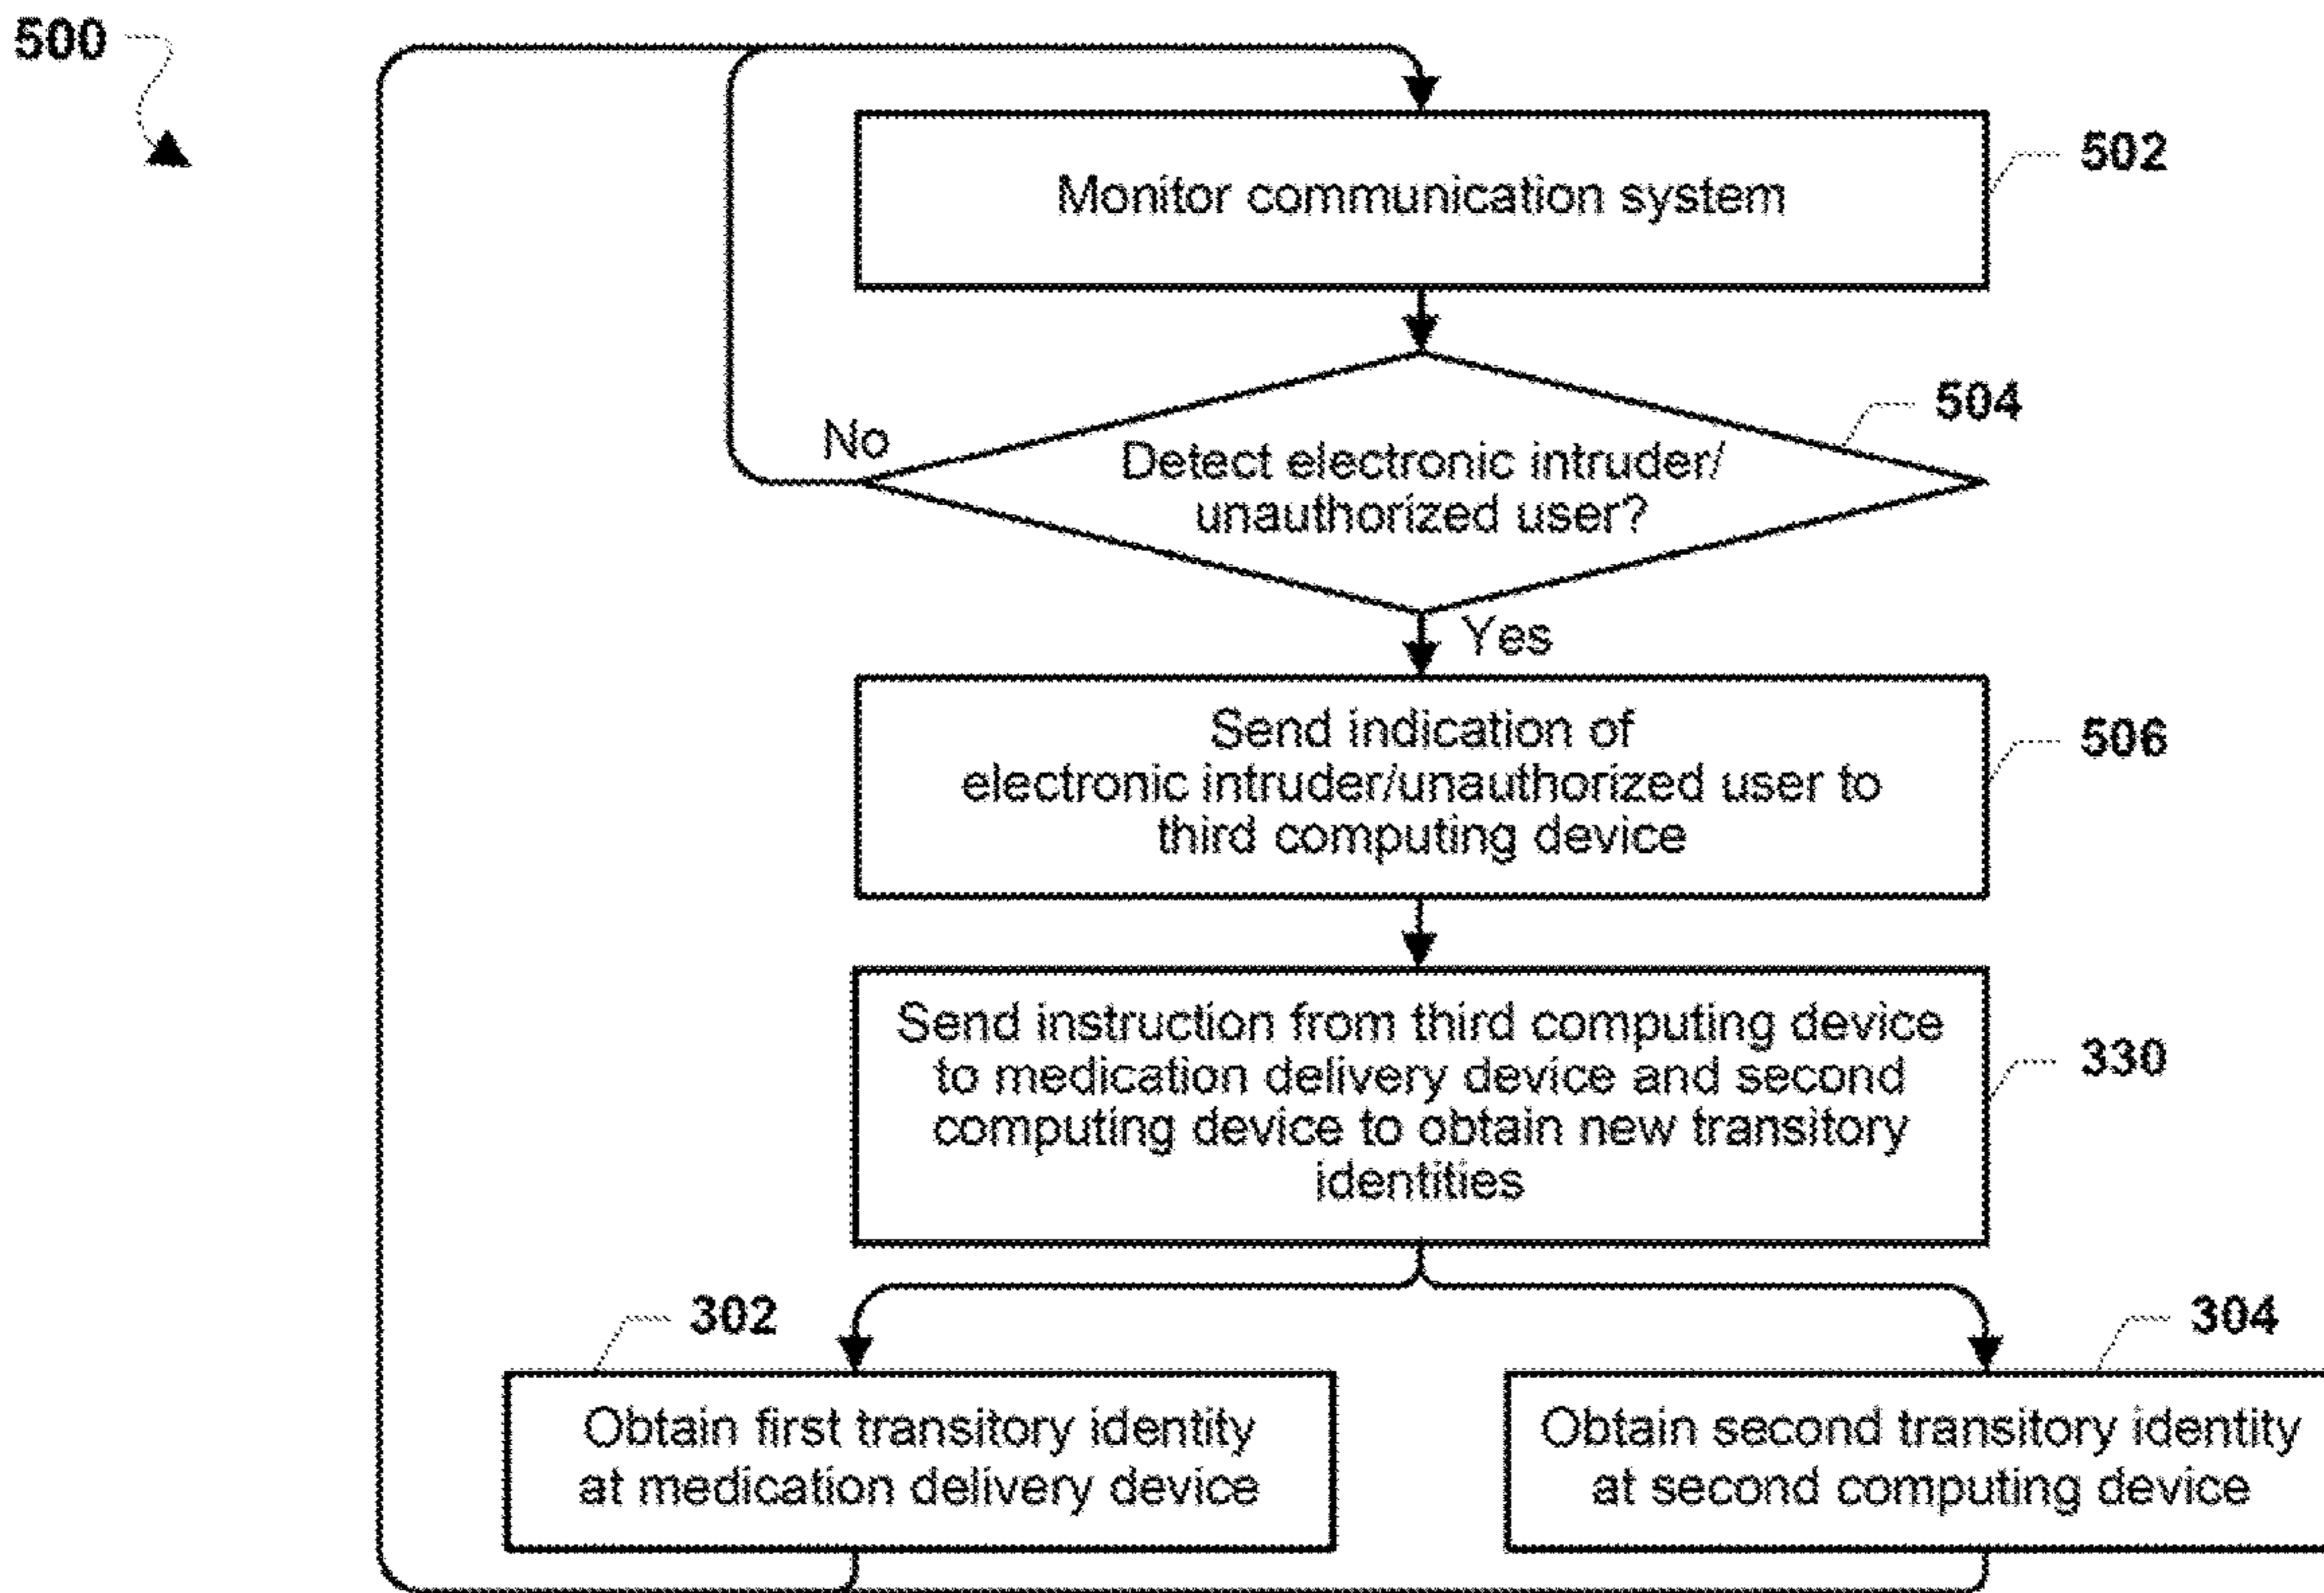 500
Monitor communication system
502
504
No
Detect electronic intruder/
unauthorized user?
Yes
Send indication of
electronic intruder/unauthorized user to
third computing device
506
Send instruction from third computing device
to medication delivery device and second
computing device to obtain new transitory
identities
330
302
304
Obtain first transitory identity
at medication delivery device
Obtain second transitory identity
at second computing device